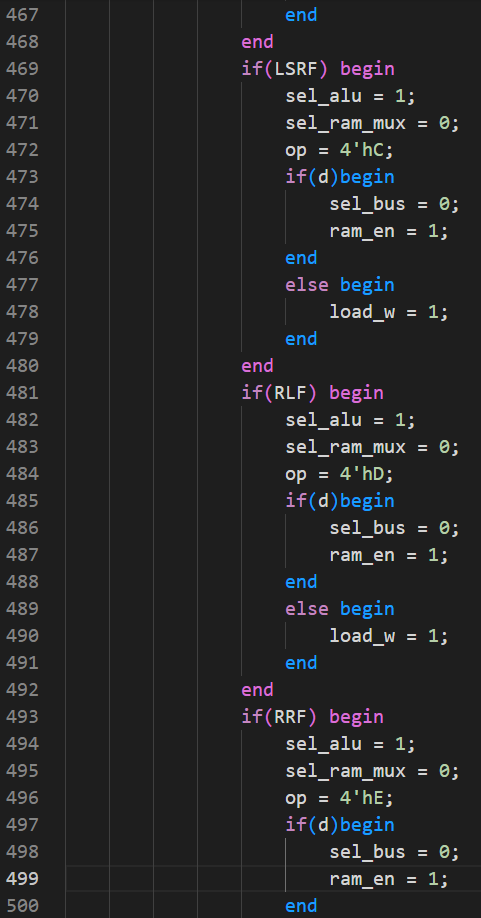 467                     end
468                 end
469                 if(LSRF) begin
470                     sel_alu = 1;
471                     sel_ram_mux = 0;
472                     op = 4'hC;
473                     if(d)begin
474                         sel_bus = 0;
475                         ram_en = 1;
476                     end
477                     else begin
478                         load_w = 1;
479                     end
480                 end
481                 if(RLF) begin
482                     sel_alu = 1;
483                     sel_ram_mux = 0;
484                     op = 4'hD;
485                     if(d)begin
486                         sel_bus = 0;
487                         ram_en = 1;
488                     end
489                     else begin
490                         load_w = 1;
491                     end
492                 end
493                 if(RRF) begin
494                     sel_alu = 1;
495                     sel_ram_mux = 0;
496                     op = 4'hE;
497                     if(d)begin
498                         sel_bus = 0;
499                         ram_en = 1;
500                     end